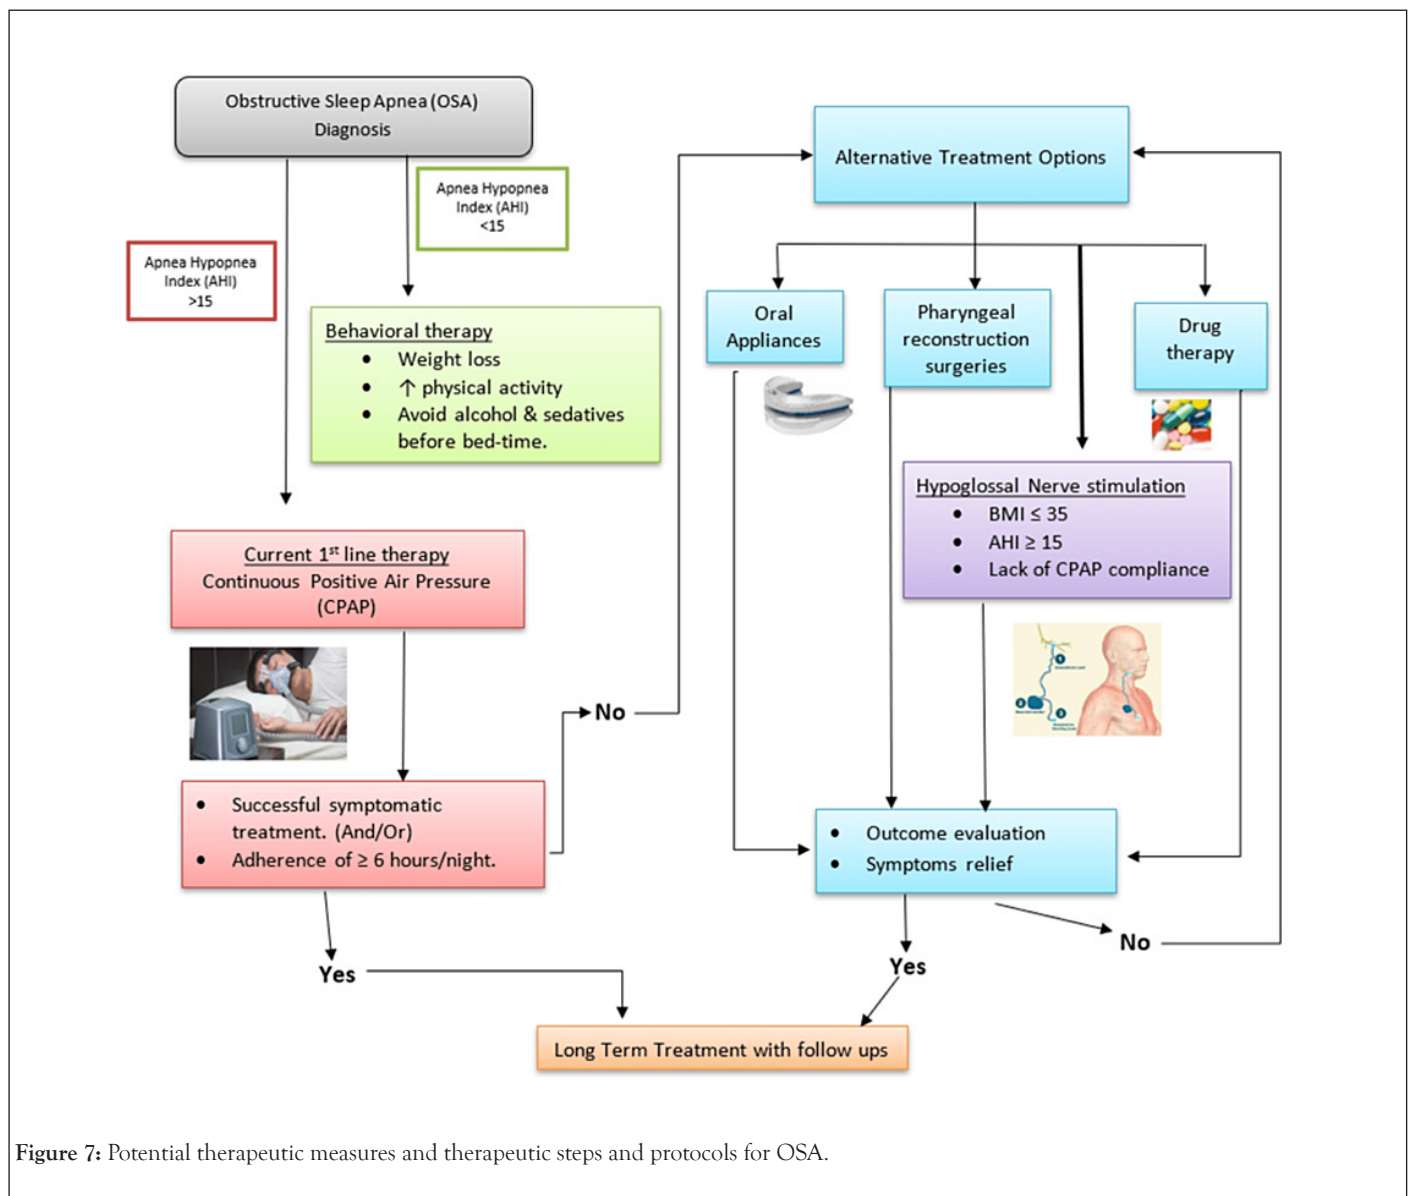 Obstructive Sleep Apnea (OSA)
Diagnosis
Apnea Hypopnea
Index (AHI)
<15
Apnea Hypopnea
Index (AHI)
>15
Behavioral therapy
• Weight loss
• ↑ physical activity
• Avoid alcohol & sedatives
before bed-time.
Current 1st line therapy
Continuous Positive Air Pressure
(CPAP)
• Successful symptomatic
treatment. (And/Or)
• Adherence of ≥ 6 hours/night.
No
Yes
Alternative Treatment Options
Oral
Appliances
Pharyngeal
reconstruction
surgeries
Drug
therapy
Hypoglossal Nerve stimulation
• BMI ≤ 35
• AHI ≥ 15
• Lack of CPAP compliance
1
2
3
• Outcome evaluation
• Symptoms relief
No
Yes
Long Term Treatment with follow ups
Figure 7: Potential therapeutic measures and therapeutic steps and protocols for OSA.